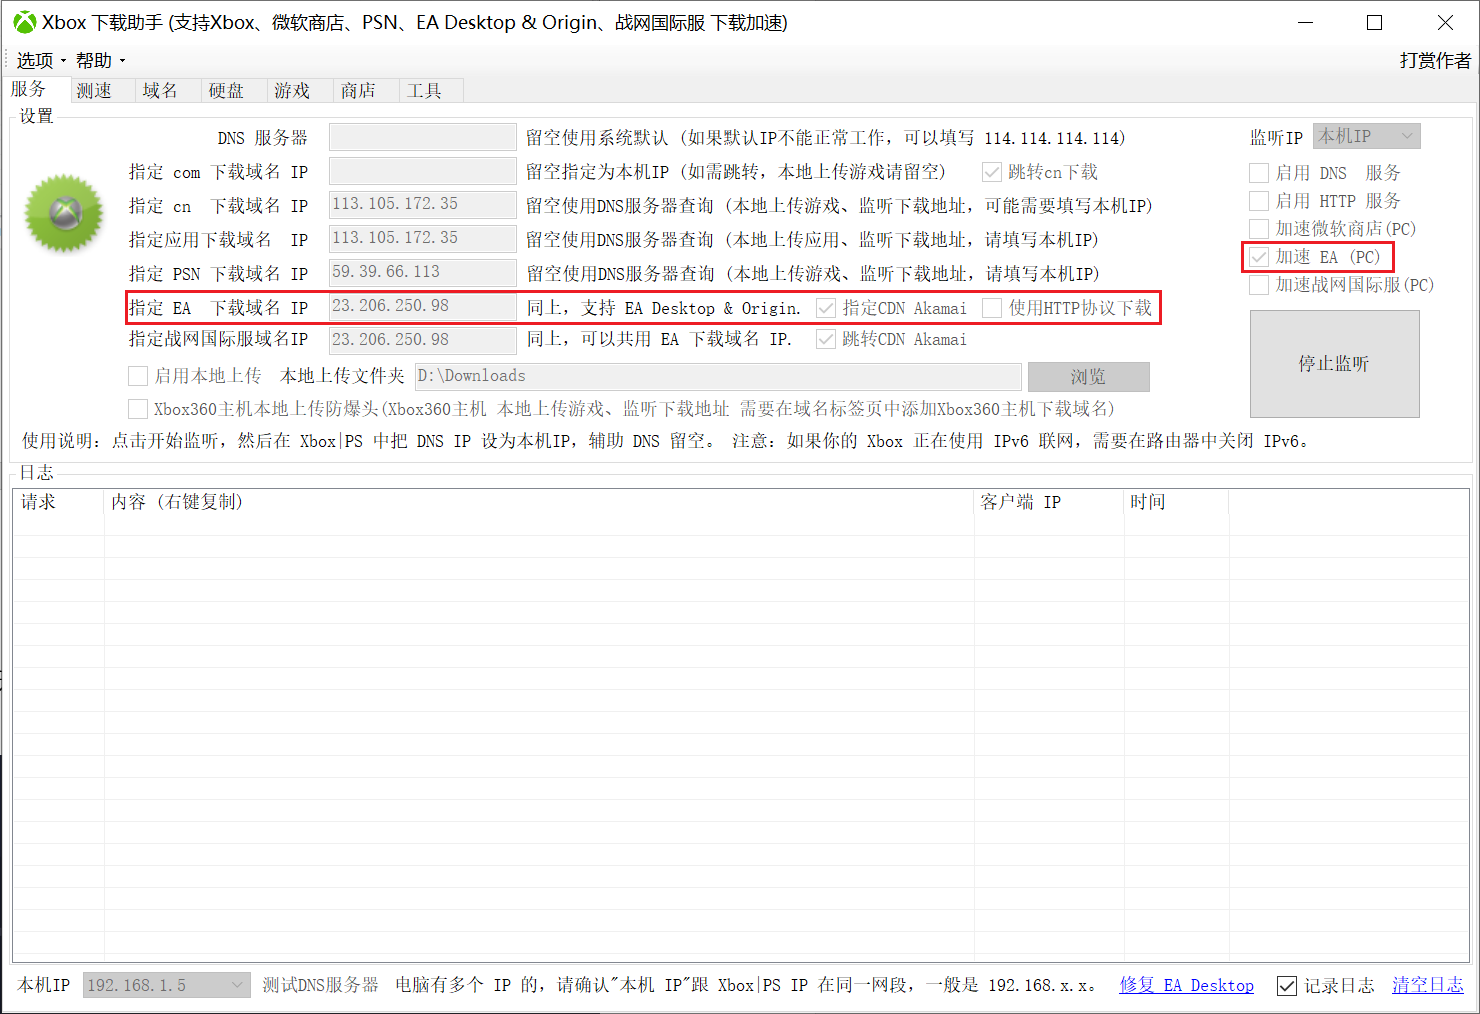 Xbox 下载助手 (支持Xbox、微软商店、PSN、EA Desktop & Origin、战网国际服 下载加速)
选项 帮助 打赏作者
服务 测速 域名 硬盘 游戏 商店 工具
设置
DNS 服务器 留空使用系统默认 (如果默认IP不能正常工作，可以填写 114.114.114.114) 监听IP 本机IP
指定 com 下载域名 IP 留空指定为本机IP (如需跳转，本地上传游戏请留空) 跳转cn下载 启用 DNS 服务
指定 cn 下载域名 IP 113.105.172.35 留空使用DNS服务器查询 (本地上传游戏、监听下载地址，可能需要填写本机IP) 启用 HTTP 服务
指定应用下载域名 IP 113.105.172.35 留空使用DNS服务器查询 (本地上传应用、监听下载地址，请填写本机IP) 加速微软商店(PC)
指定 PSN 下载域名 IP 59.39.66.113 留空使用DNS服务器查询 (本地上传游戏、监听下载地址，请填写本机IP) 加速 EA (PC)
指定 EA 下载域名 IP 23.206.250.98 同上，支持 EA Desktop & Origin. 指定CDN Akamai 使用HTTP协议下载 加速战网国际服(PC)
指定战网国际服域名IP 23.206.250.98 同上，可以共用 EA 下载域名 IP. 跳转CDN Akamai
启用本地上传 本地上传文件夹 D:\Downloads 浏览 停止监听
Xbox360主机本地上传防爆头(Xbox360主机 本地上传游戏、监听下载地址 需要在域名标签页中添加Xbox360主机下载域名)
使用说明：点击开始监听，然后在 Xbox|PS 中把 DNS IP 设为本机IP，辅助 DNS 留空。 注意：如果你的 Xbox 正在使用 IPv6 联网，需要在路由器中关闭 IPv6。
日志
请求 内容 (右键复制) 客户端 IP 时间
本机IP 192.168.1.5 测试DNS服务器 电脑有多个 IP 的，请确认"本机 IP"跟 Xbox|PS IP 在同一网段，一般是 192.168.x.x。 修复 EA Desktop 记录日志 清空日志